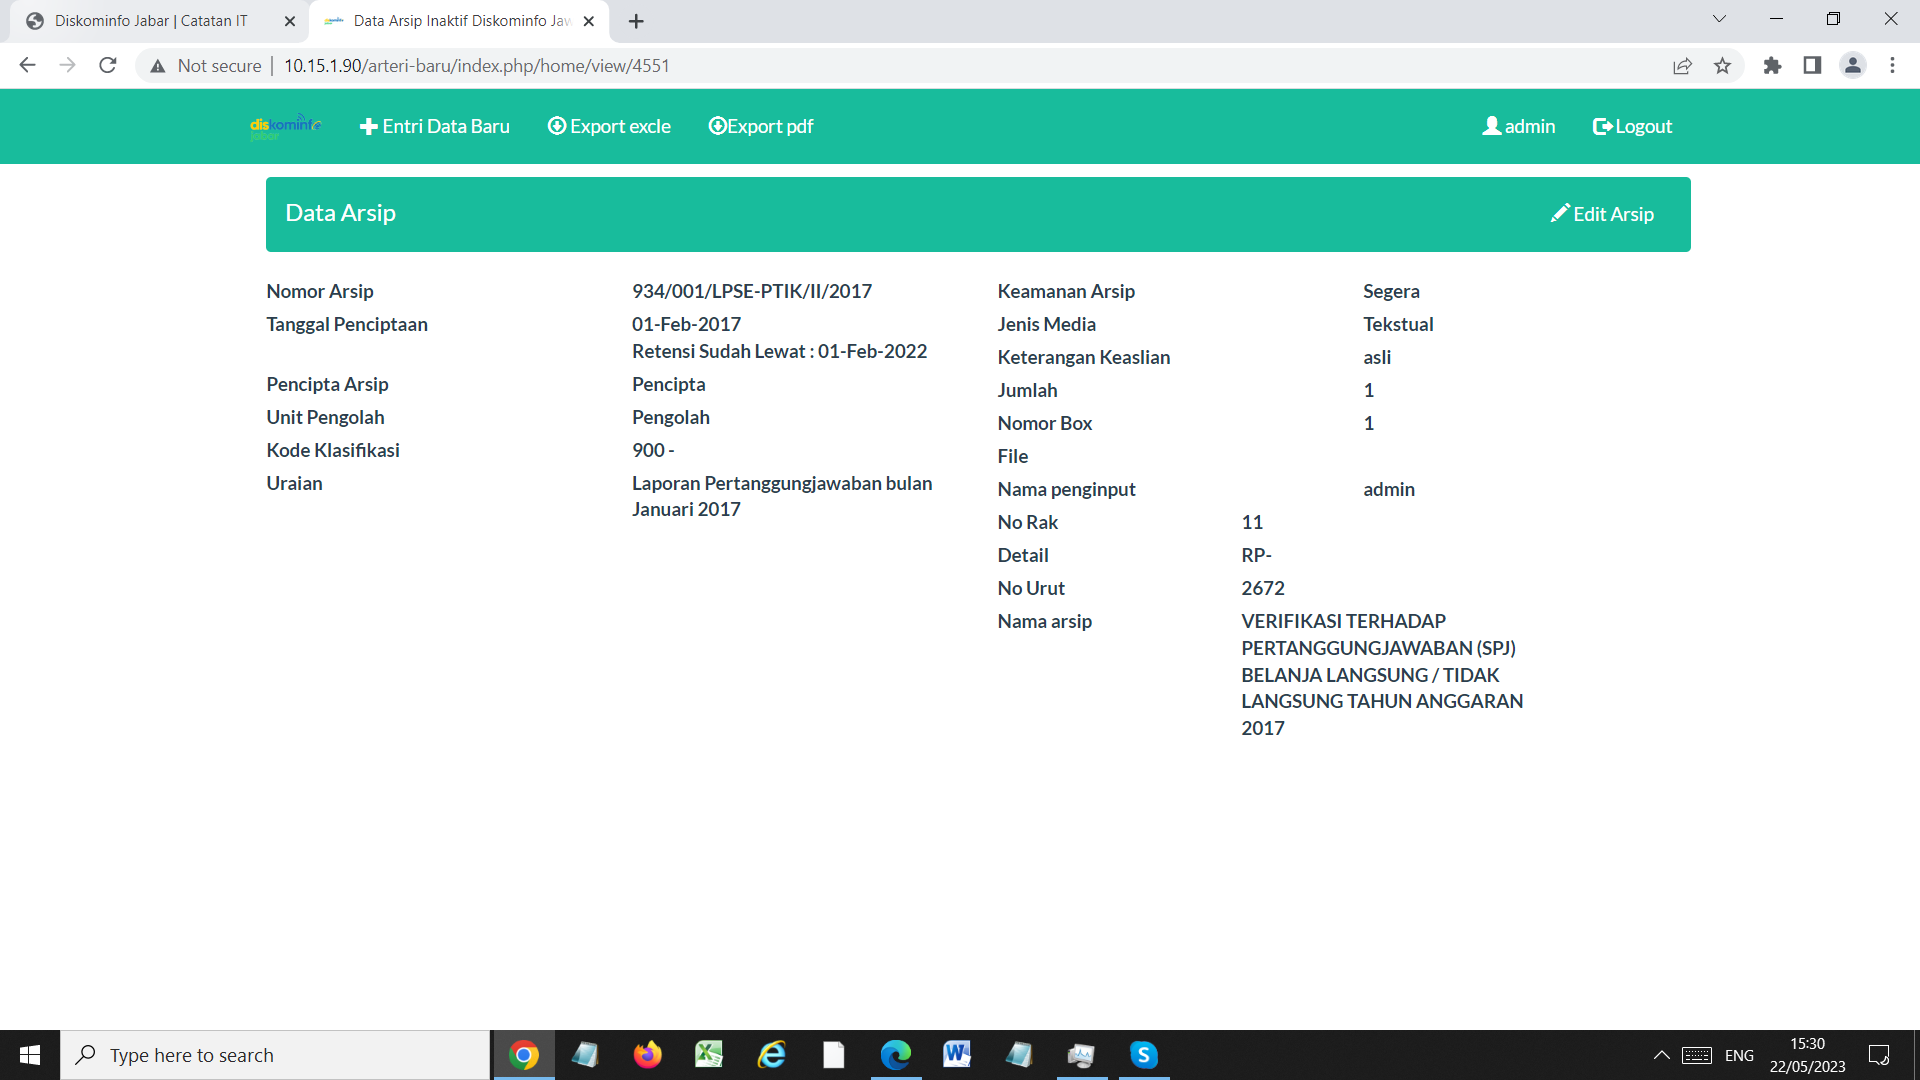 Diskominfo Jabar | Catatan IT
Data Arsip Inaktif Diskominfo Jaw
Not secure | 10.15.1.90/arteri-baru/index.php/home/view/4551
diskominfo
jabar
Entri Data Baru
Export excle
Export pdf
admin
Logout
Data Arsip
Edit Arsip
Nomor Arsip 934/001/LPSE-PTIK/II/2017
Tanggal Penciptaan 01-Feb-2017
Retensi Sudah Lewat : 01-Feb-2022
Pencipta Arsip Pencipta
Unit Pengolah Pengolah
Kode Klasifikasi 900 -
Uraian Laporan Pertanggungjawaban bulan
Januari 2017
Keamanan Arsip Segera
Jenis Media Tekstual
Keterangan Keaslian asli
Jumlah 1
Nomor Box 1
File
Nama penginput admin
No Rak 11
Detail RP-
No Urut 2672
Nama arsip VERIFIKASI TERHADAP
PERTANGGUNGJAWABAN (SPJ)
BELANJA LANGSUNG / TIDAK
LANGSUNG TAHUN ANGGARAN
2017
Type here to search
ENG
15:30
22/05/2023